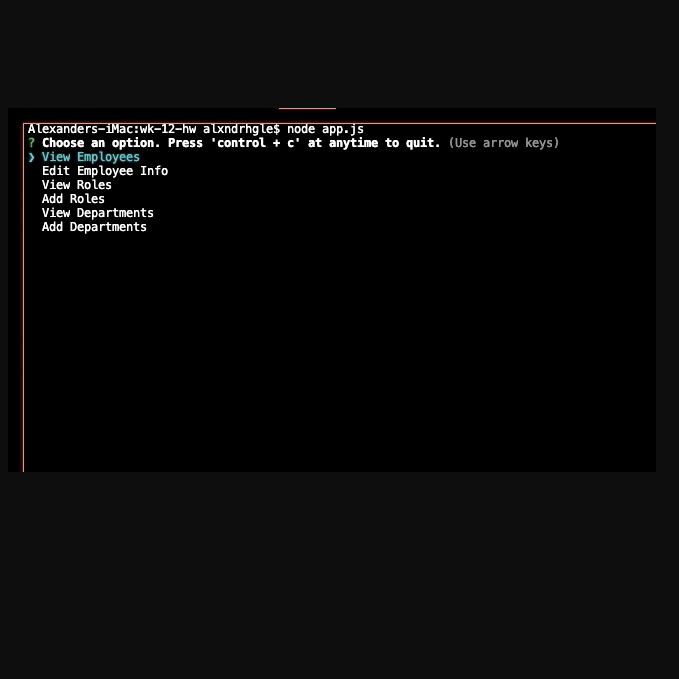 Alexanders-iMac:wk-12-hw alxndrhgle$ node app.js
? Choose an option. Press 'control + c' at anytime to quit. (Use arrow keys)
❯ View Employees
Edit Employee Info
View Roles
Add Roles
View Departments
Add Departments